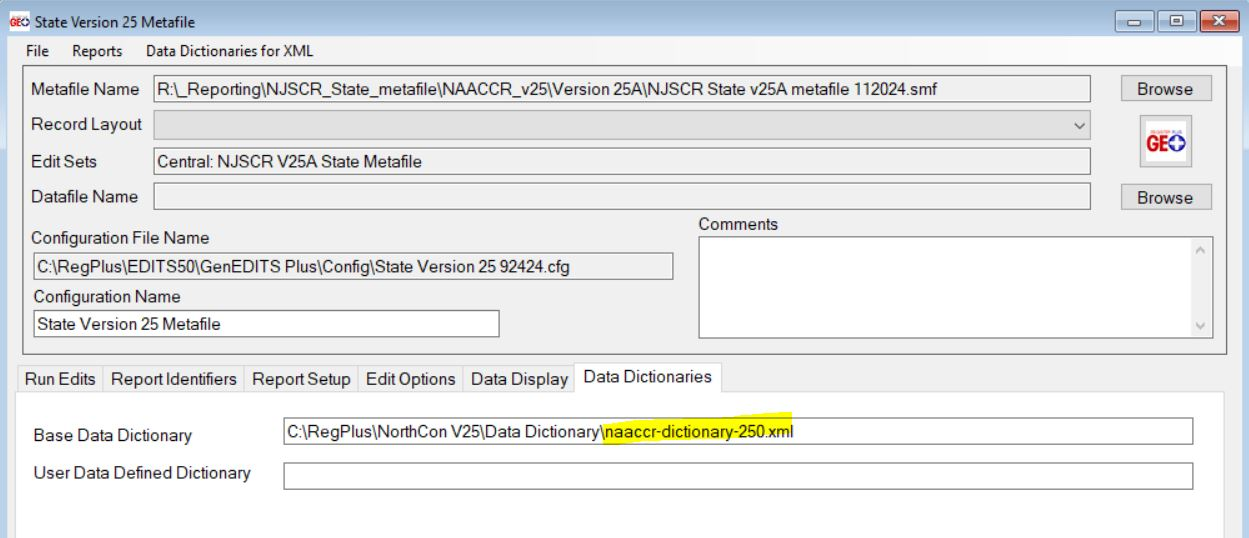 GEO State Version 25 Metafile
File Reports Data Dictionaries for XML
Metafile Name R:\_Reporting\NJSCR_State_metafile\NAACCR_v25\Version 25A\NJSCR State v25A metafile 112024.smf Browse
Record Layout
REGISTRY PLUS
GEO
Edit Sets Central: NJSCR V25A State Metafile
Datafile Name Browse
Configuration File Name
C:\RegPlus\EDITS50\GenEDITS Plus\Config\State Version 25 92424.cfg
Configuration Name
State Version 25 Metafile
Comments
Run Edits Report Identifiers Report Setup Edit Options Data Display Data Dictionaries
Base Data Dictionary C:\RegPlus\NorthCon V25\Data Dictionary\naaccr-dictionary-250.xml
User Data Defined Dictionary